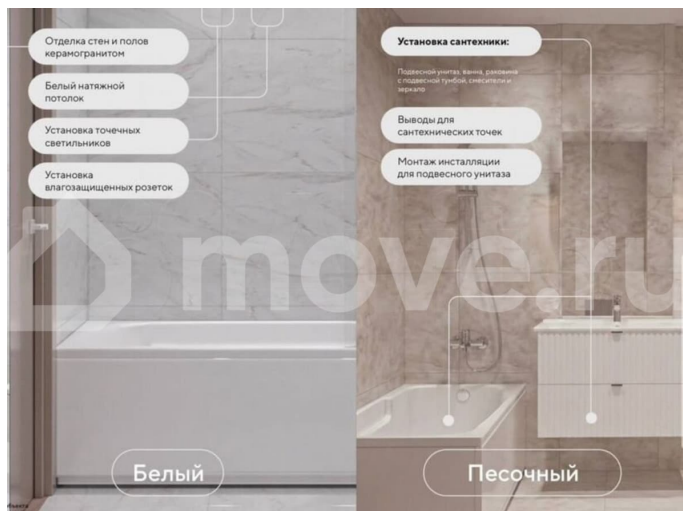 Отделка стен и полов
керамогранитом
Белый натяжной
потолок
Установка точечных
светильников
Установка
влагозащищенных розеток
Установка сантехники:
Подвесной унитаз, ванна, раковина
с подвесной тумбой, смесители и
зеркало
Выводы для
сантехнических точек
Монтаж инсталляции
для подвесного унитаза
move.ru
Белый
Песочный